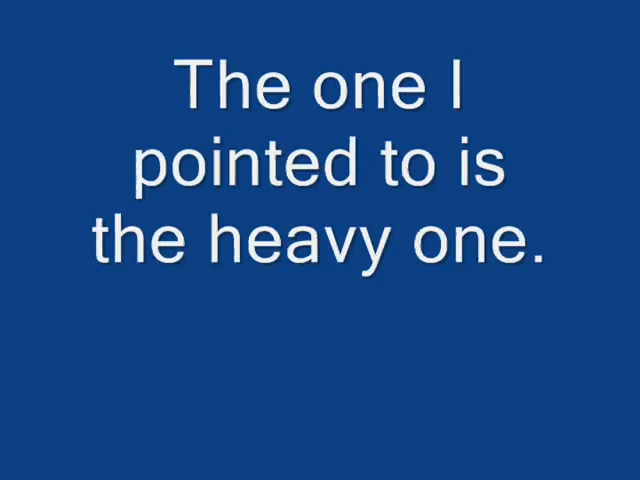 The one I
pointed to is
the heavy one.